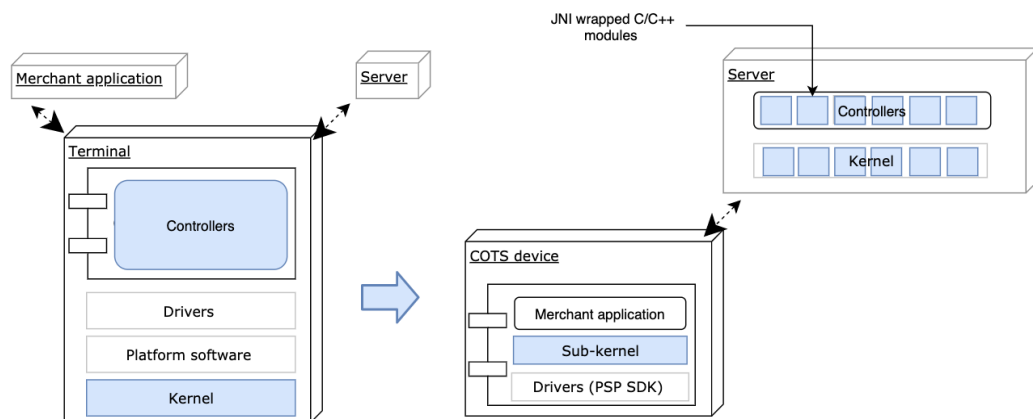 JNI wrapped C/C++
modules
Merchant application
Server
Terminal
Controllers
Drivers
Platform software
Kernel
Server
Controllers
Kernel
COTS device
Merchant application
Sub-kernel
Drivers (PSP SDK)